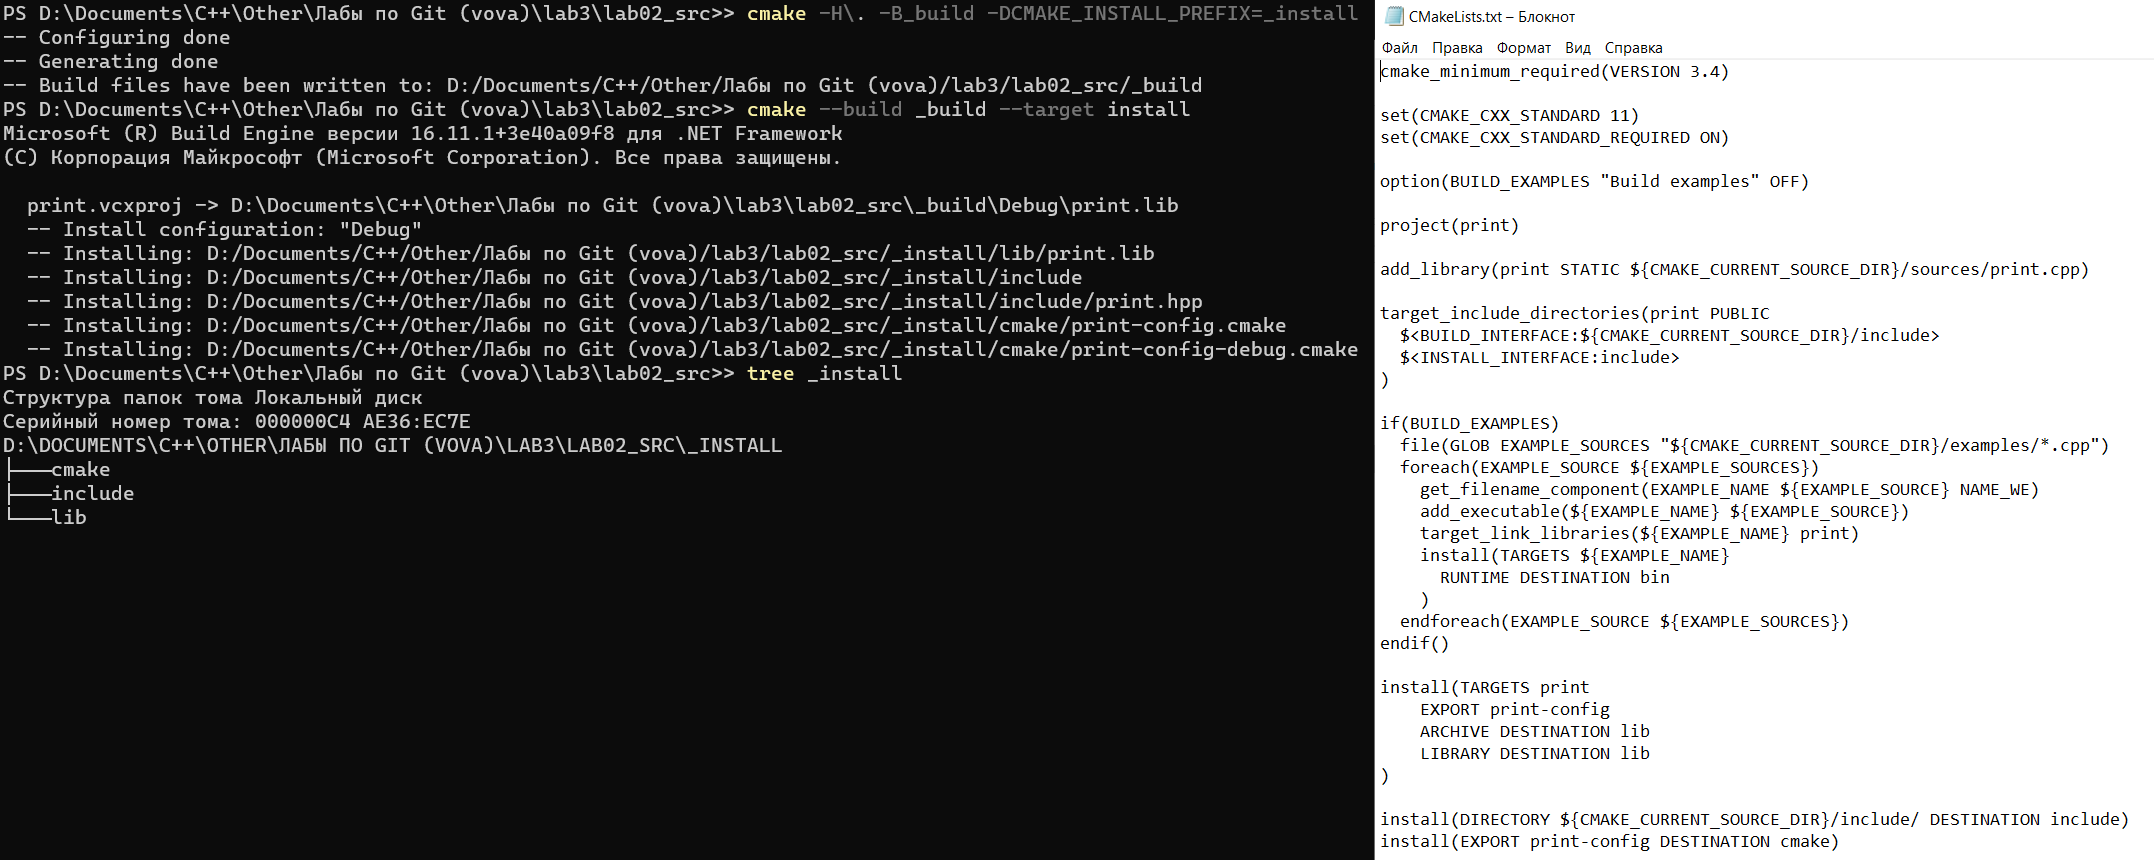 PS D:\Documents\C++\Other\Лабы по Git (vova)\lab3\lab02_src>> cmake -H\. -B_build -DCMAKE_INSTALL_PREFIX=_install
-- Configuring done
-- Generating done
-- Build files have been written to: D:/Documents/C++/Other/Лабы по Git (vova)/lab3/lab02_src/_build
PS D:\Documents\C++\Other\Лабы по Git (vova)\lab3\lab02_src>> cmake --build _build --target install
Microsoft (R) Build Engine версии 16.11.1+3e40a09f8 для .NET Framework
(C) Корпорация Майкрософт (Microsoft Corporation). Все права защищены.
  print.vcxproj -> D:\Documents\C++\Other\Лабы по Git (vova)\lab3\lab02_src\_build\Debug\print.lib
  -- Install configuration: "Debug"
  -- Installing: D:/Documents/C++/Other/Лабы по Git (vova)/lab3/lab02_src/_install/lib/print.lib
  -- Installing: D:/Documents/C++/Other/Лабы по Git (vova)/lab3/lab02_src/_install/include
  -- Installing: D:/Documents/C++/Other/Лабы по Git (vova)/lab3/lab02_src/_install/include/print.hpp
  -- Installing: D:/Documents/C++/Other/Лабы по Git (vova)/lab3/lab02_src/_install/cmake/print-config.cmake
  -- Installing: D:/Documents/C++/Other/Лабы по Git (vova)/lab3/lab02_src/_install/cmake/print-config-debug.cmake
PS D:\Documents\C++\Other\Лабы по Git (vova)\lab3\lab02_src>> tree _install
Структура папок тома Локальный диск
Серийный номер тома: 000000C4 AE36:EC7E
D:\DOCUMENTS\C++\OTHER\ЛАБЫ ПО GIT (VOVA)\LAB3\LAB02_SRC\_INSTALL
├───cmake
├───include
└───lib
CMakeLists.txt – Блокнот
Файл Правка Формат Вид Справка
cmake_minimum_required(VERSION 3.4)
set(CMAKE_CXX_STANDARD 11)
set(CMAKE_CXX_STANDARD_REQUIRED ON)
option(BUILD_EXAMPLES "Build examples" OFF)
project(print)
add_library(print STATIC ${CMAKE_CURRENT_SOURCE_DIR}/sources/print.cpp)
target_include_directories(print PUBLIC
  $<BUILD_INTERFACE:${CMAKE_CURRENT_SOURCE_DIR}/include>
  $<INSTALL_INTERFACE:include>
)
if(BUILD_EXAMPLES)
  file(GLOB EXAMPLE_SOURCES "${CMAKE_CURRENT_SOURCE_DIR}/examples/*.cpp")
  foreach(EXAMPLE_SOURCE ${EXAMPLE_SOURCES})
    get_filename_component(EXAMPLE_NAME ${EXAMPLE_SOURCE} NAME_WE)
    add_executable(${EXAMPLE_NAME} ${EXAMPLE_SOURCE})
    target_link_libraries(${EXAMPLE_NAME} print)
    install(TARGETS ${EXAMPLE_NAME}
      RUNTIME DESTINATION bin
    )
  endforeach(EXAMPLE_SOURCE ${EXAMPLE_SOURCES})
endif()
install(TARGETS print
    EXPORT print-config
    ARCHIVE DESTINATION lib
    LIBRARY DESTINATION lib
)
install(DIRECTORY ${CMAKE_CURRENT_SOURCE_DIR}/include/ DESTINATION include)
install(EXPORT print-config DESTINATION cmake)